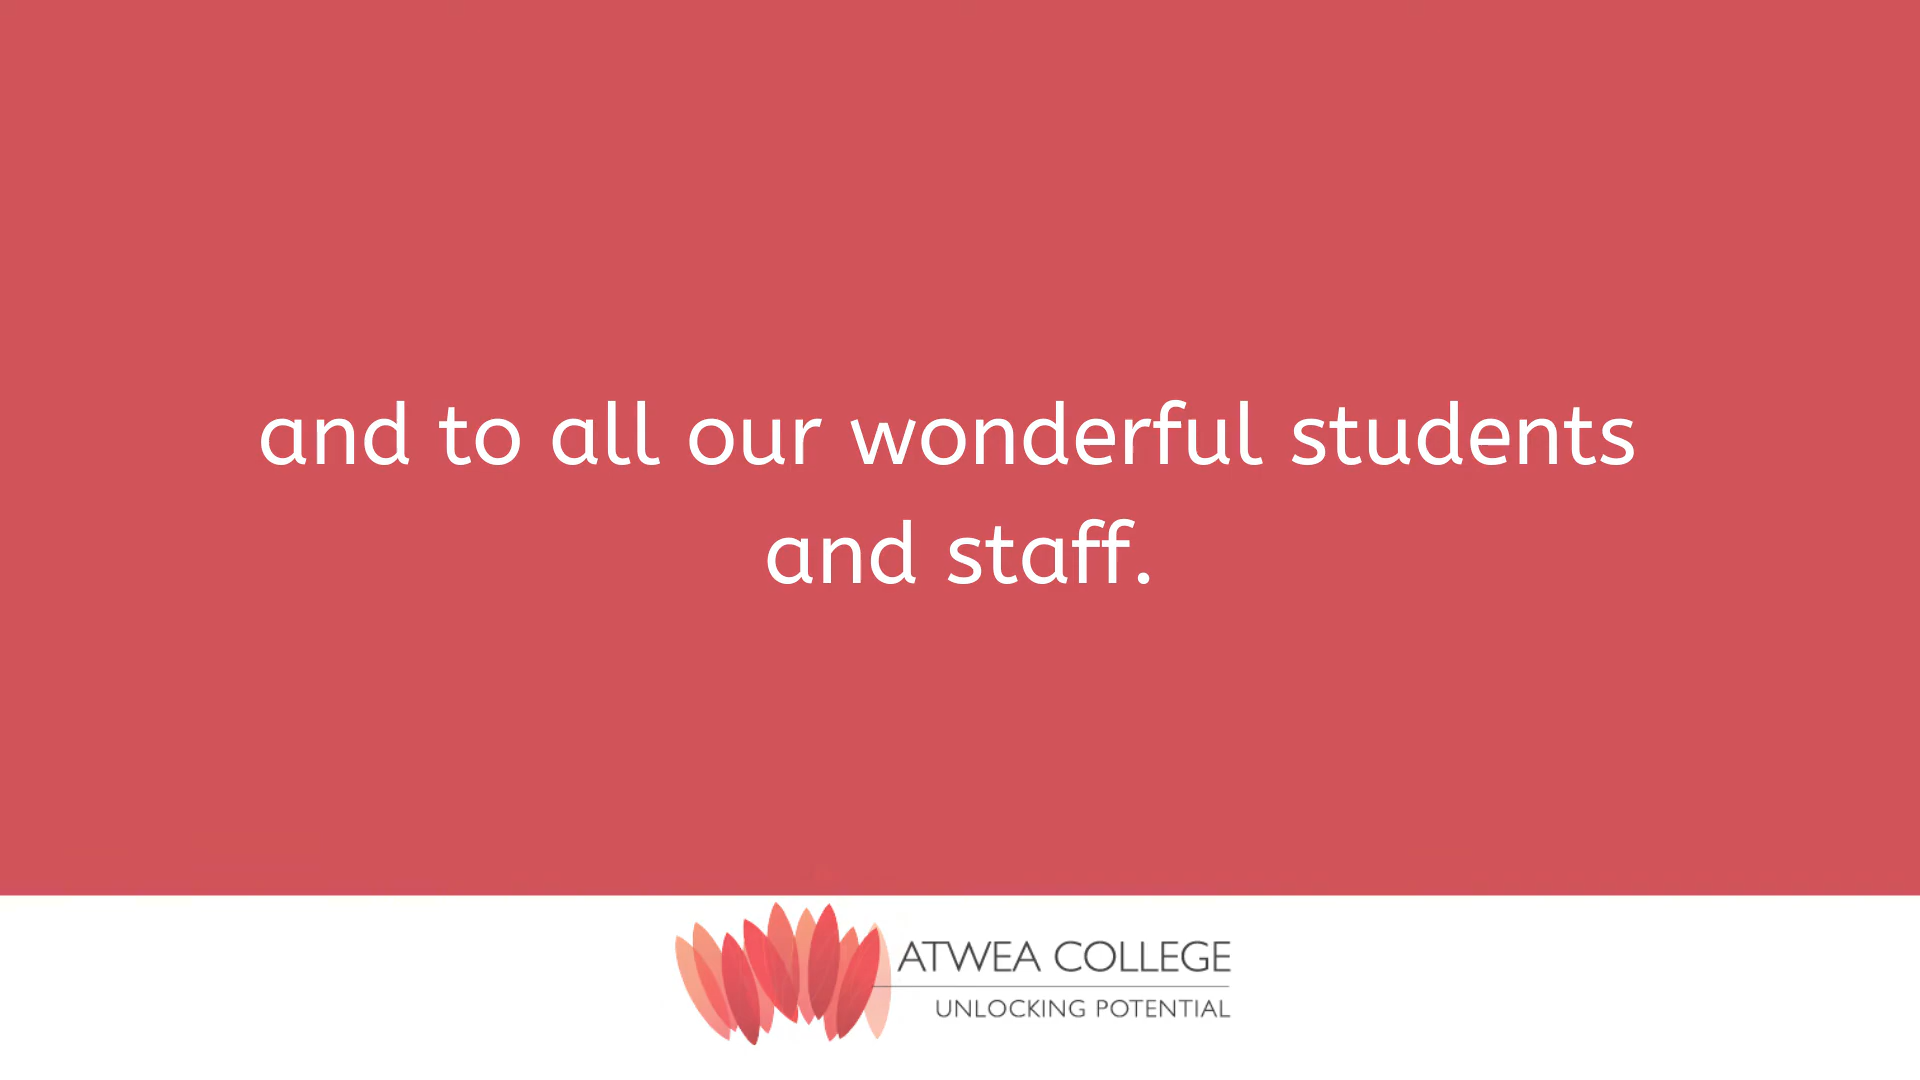 and to all our wonderful students
and staff.
ATWEA COLLEGE
UNLOCKING POTENTIAL